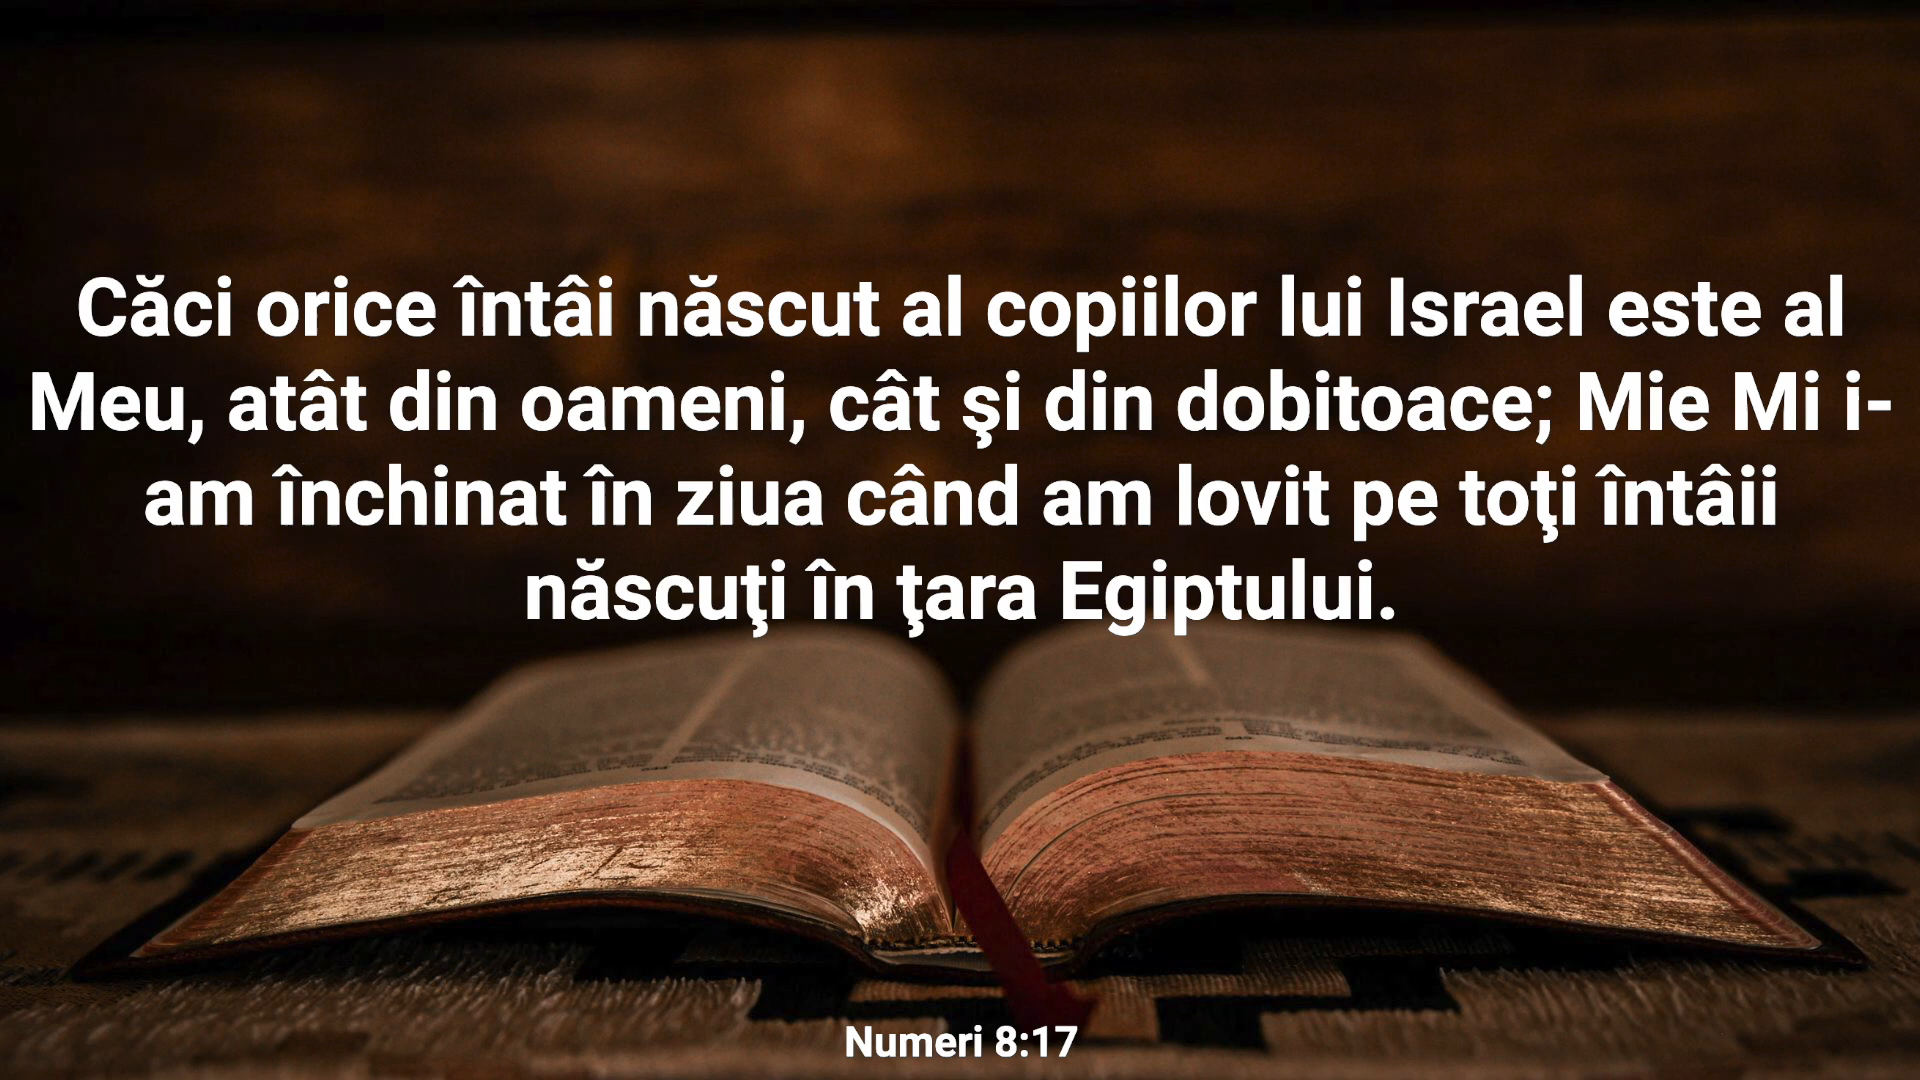 Căci orice întâi născut al copiilor lui Israel este al
Meu, atât din oameni, cât şi din dobitoace; Mie Mi i-
am închinat în ziua când am lovit pe toţi întâii
născuţi în ţara Egiptului.
Numeri 8:17